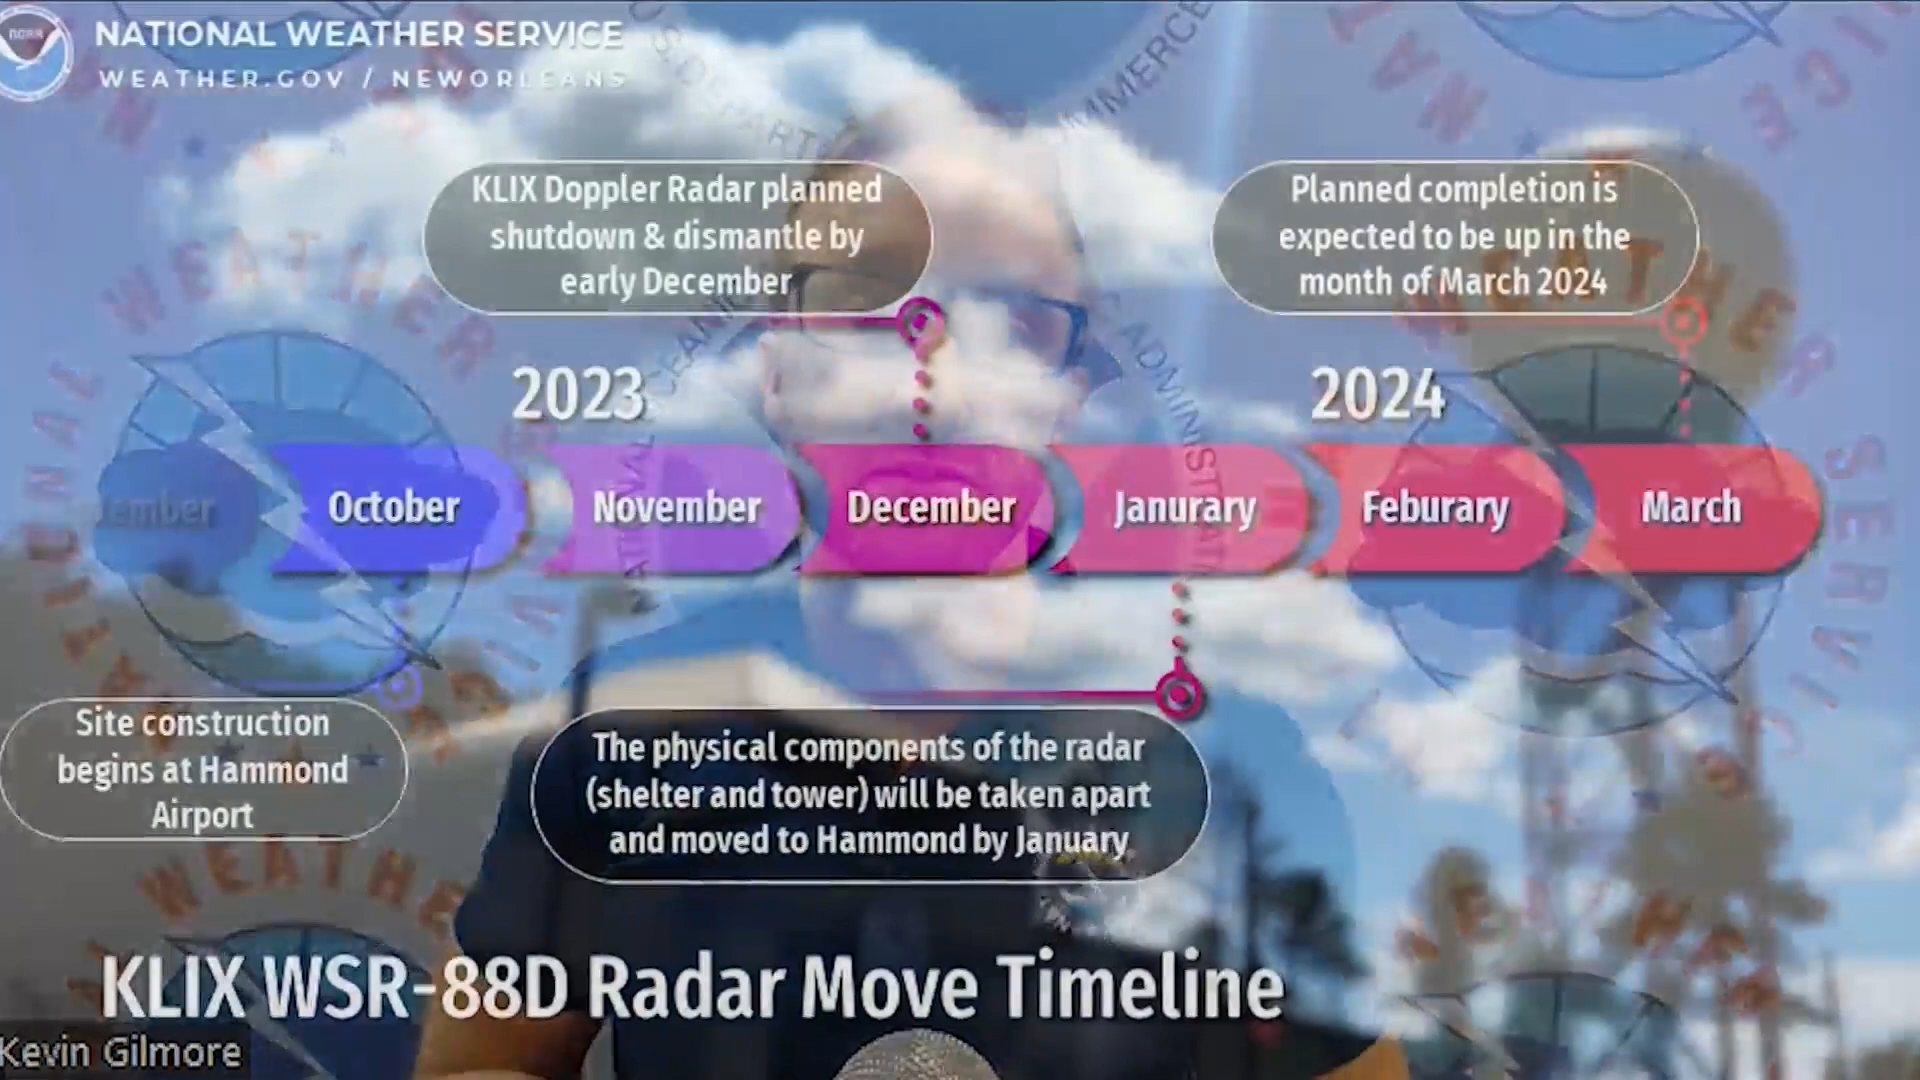 NATIONAL WEATHER SERVICE
WEATHER.GOV / NEWORLEANS
KLIX Doppler Radar planned
shutdown & dismantle by
early December
Planned completion is
expected to be up in the
month of March 2024
2023
2024
October
November
December
Janurary
Feburary
March
Site construction
begins at Hammond
Airport
The physical components of the radar
(shelter and tower) will be taken apart
and moved to Hammond by January
KLIX WSR-88D Radar Move Timeline
Kevin Gilmore